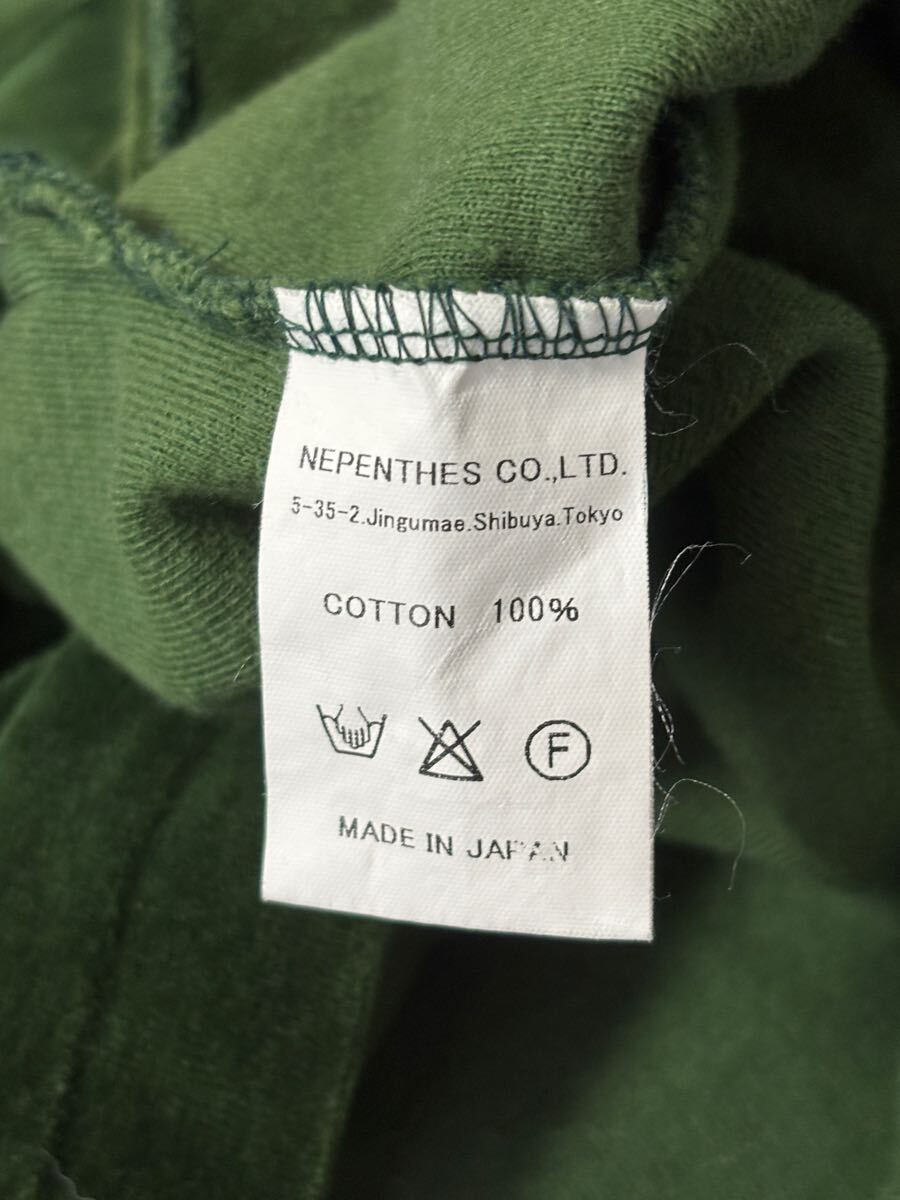 NEPENTHES CO.,LTD.
5-35-2.Jingumae.Shibuya.Tokyo
COTTON 100%
F
MADE IN JAPAN